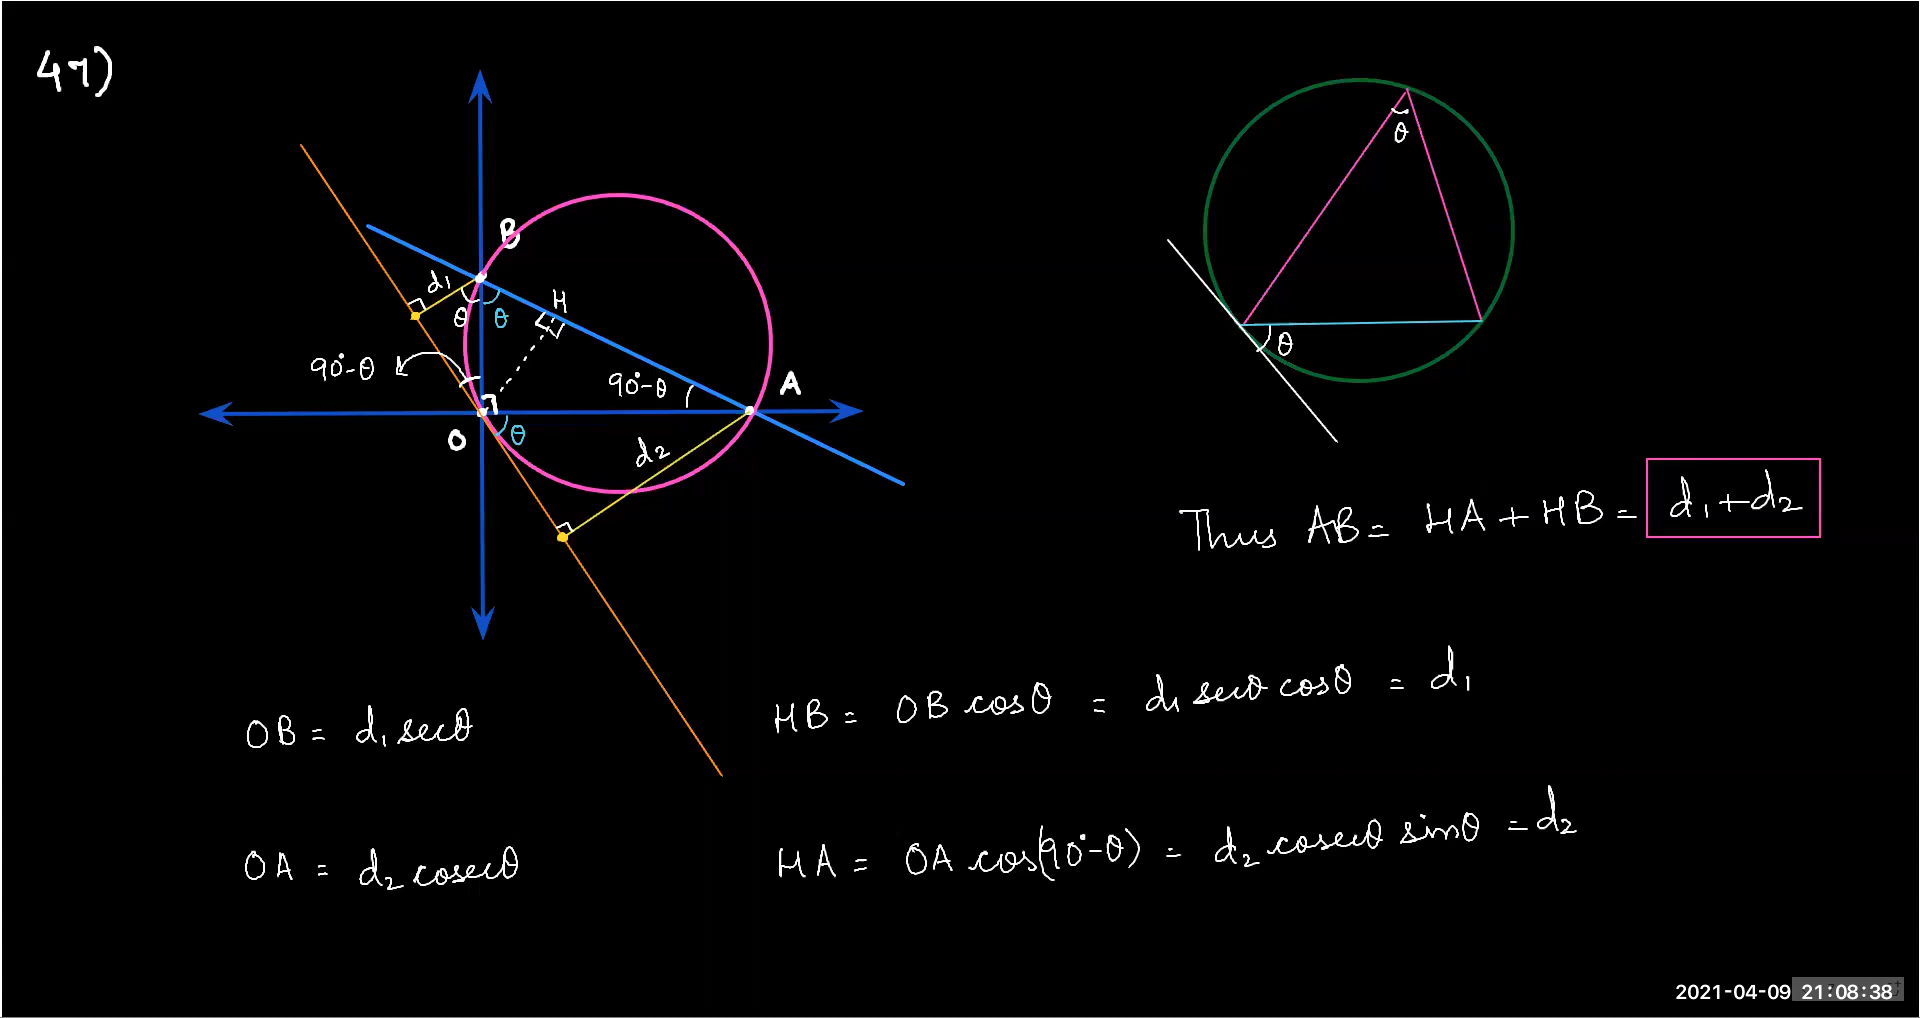 47)
B
d₁
H
θ
θ
90°-θ
90°-θ
A
O
θ
d₂
θ
θ
Thus AB = HA + HB = d₁+d₂
OB = d₁ secθ
HB = OB cosθ = d₁ secθ cosθ = d₁
OA = d₂ cosecθ
HA = OA cos(90°-θ) = d₂ cosecθ sinθ = d₂
2021-04-09 21:08:38